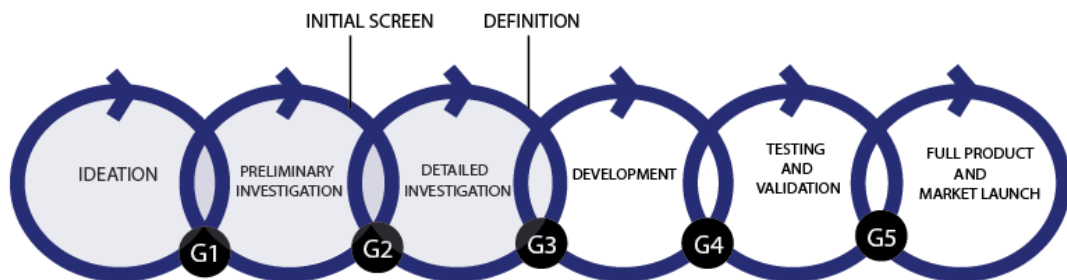 INITIAL SCREEN
DEFINITION
IDEATION
PRELIMINARY
INVESTIGATION
DETAILED
INVESTIGATION
DEVELOPMENT
TESTING
AND
VALIDATION
FULL PRODUCT
AND
MARKET LAUNCH
G1
G2
G3
G4
G5